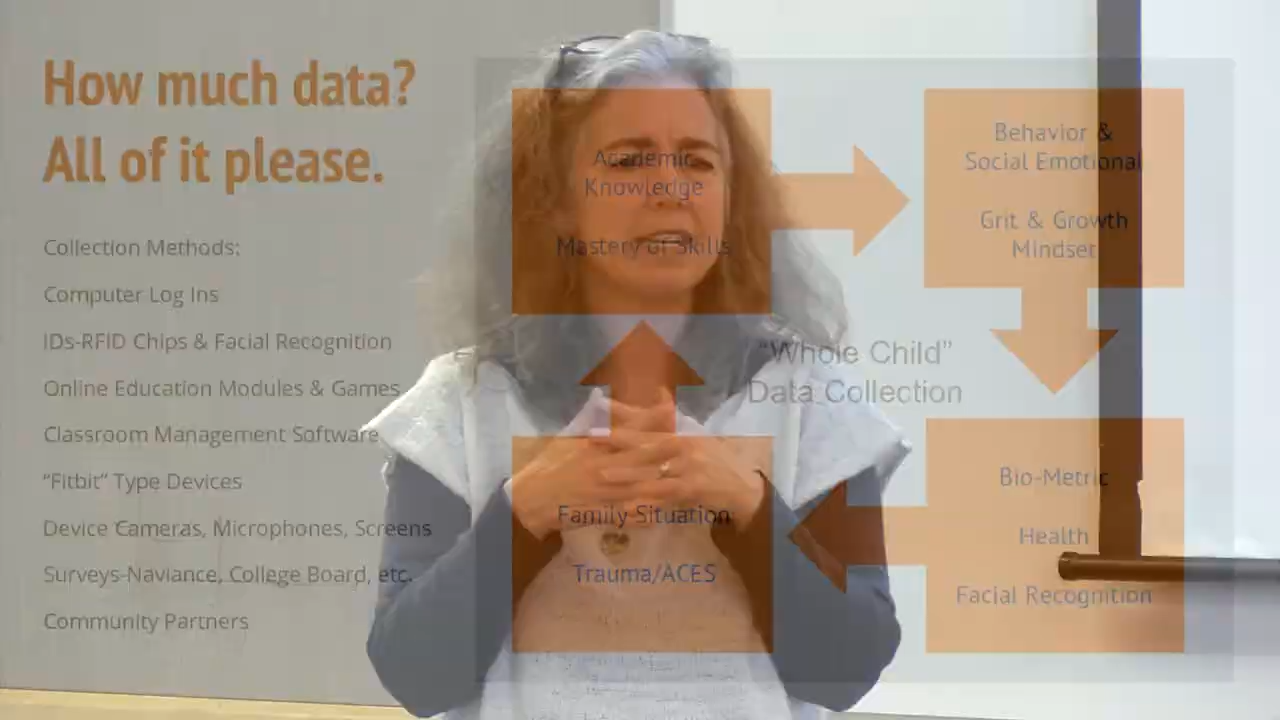 How much data?
All of it please.
Collection Methods:
Computer Log Ins
IDs-RFID Chips & Facial Recognition
Online Education Modules & Games
Classroom Management Software
“Fitbit” Type Devices
Device Cameras, Microphones, Screens
Surveys-Naviance, College Board, etc.
Community Partners
Academic
Knowledge
Mastery of Skills
Behavior &
Social Emotional
Grit & Growth
Mindset
“Whole Child”
Data Collection
Family Situation
Trauma/ACES
Bio-Metric
Health
Facial Recognition